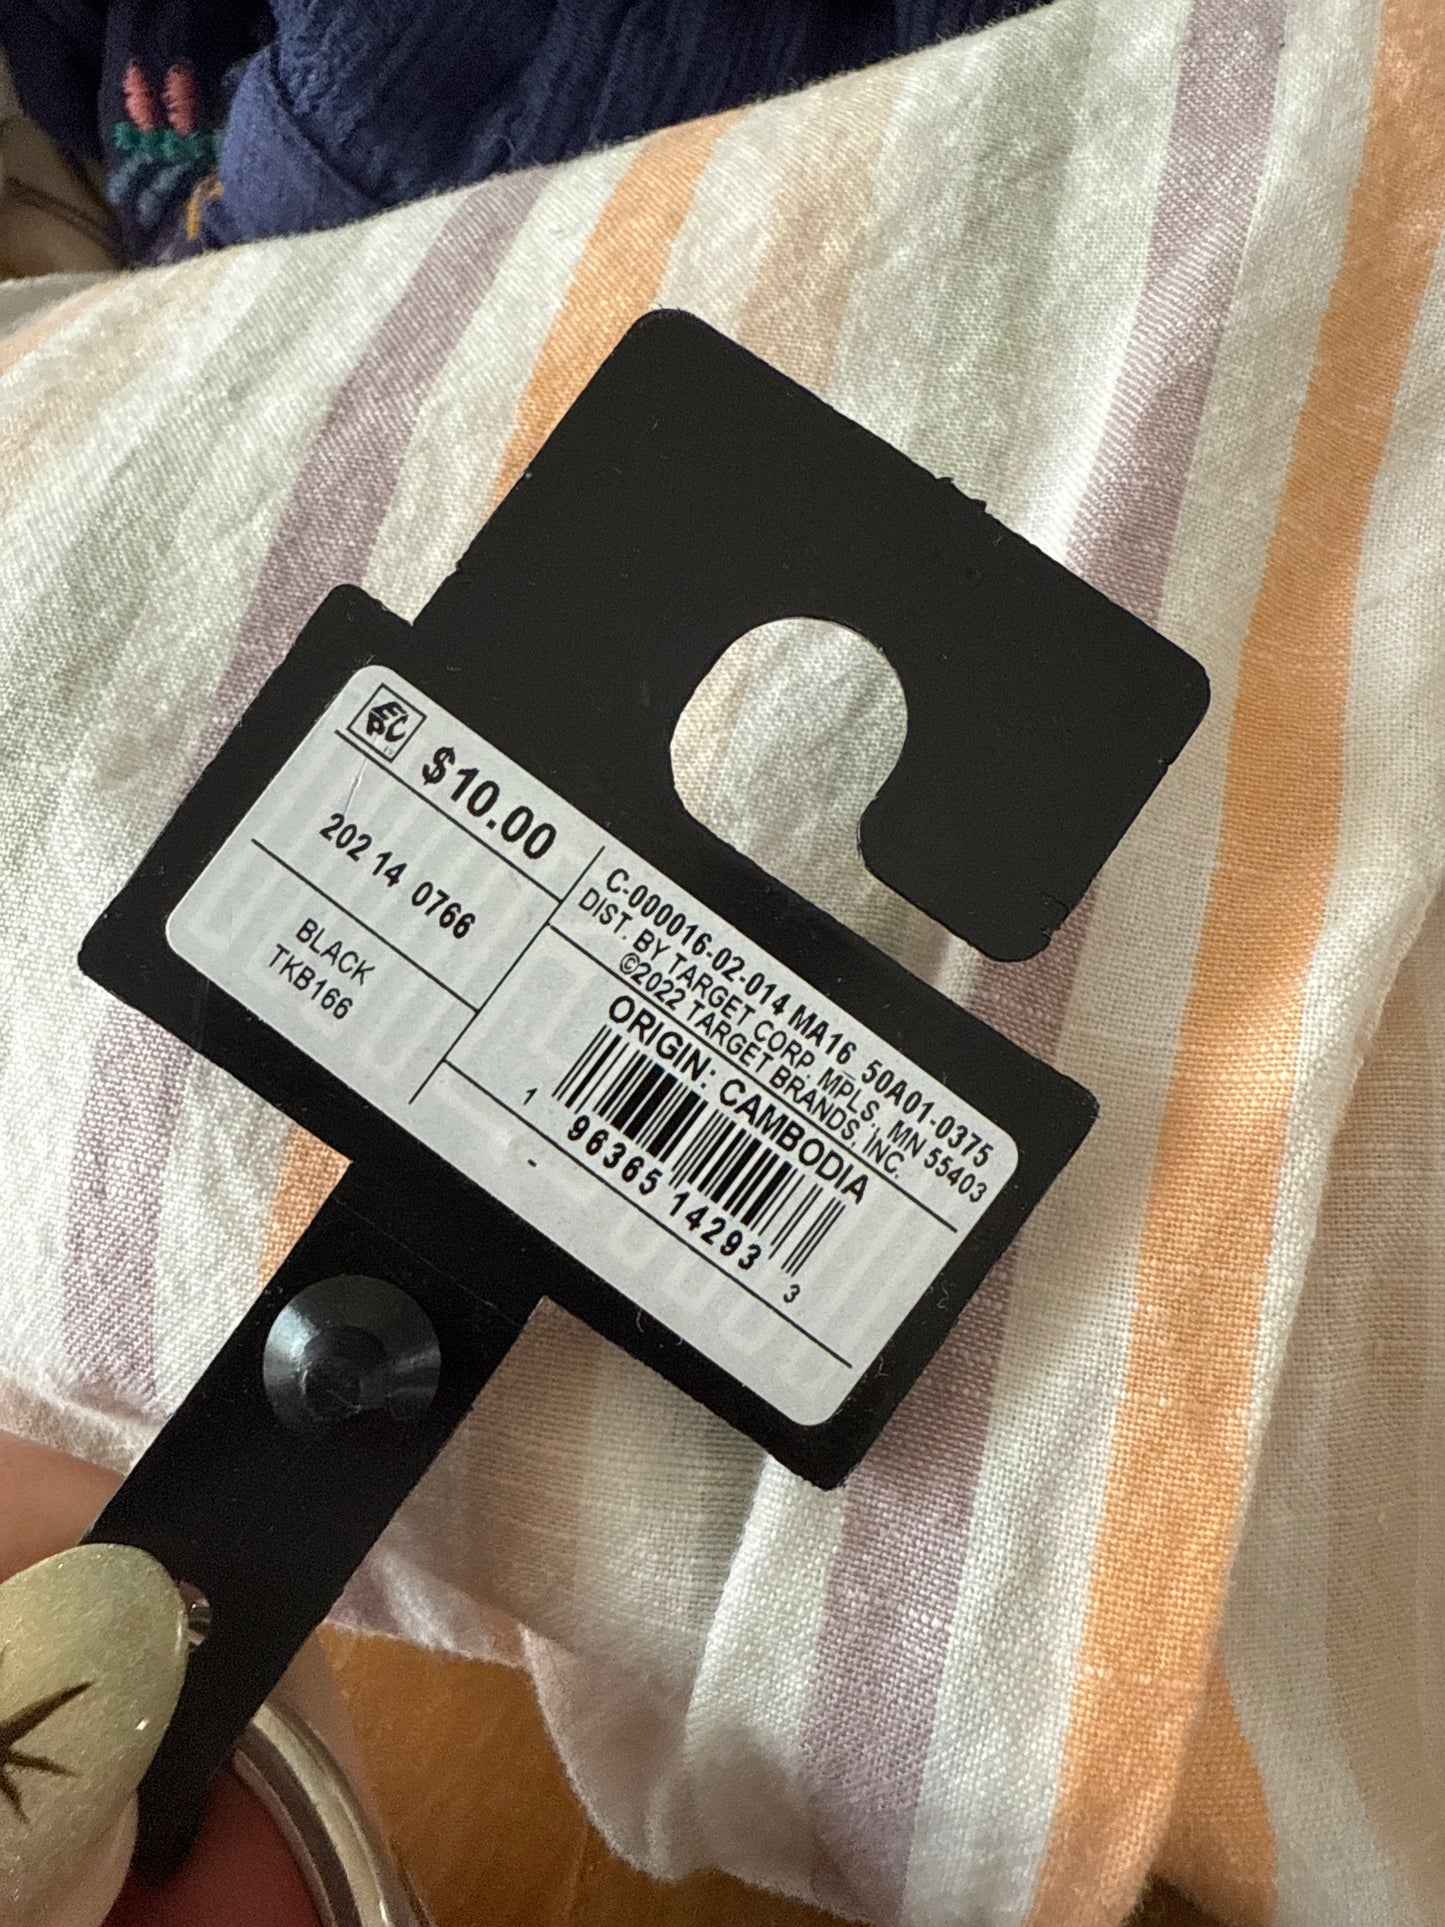 $10.00
202 14 0766
BLACK
TKB166
C-000016-02-014 MA16 50A01-0375
DIST. BY TARGET CORP. MPLS., MN 55403
©2022 TARGET BRANDS, INC.
ORIGIN: CAMBODIA
1 96365 14293 3
-